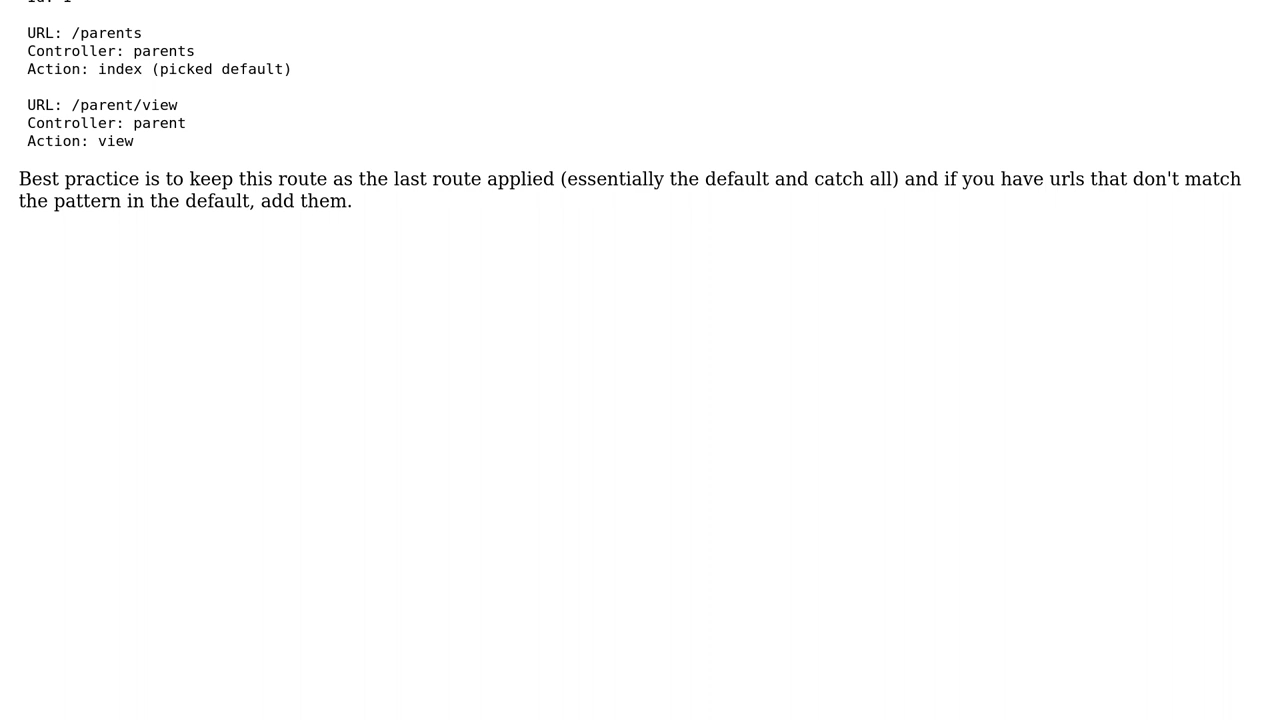 URL: /parents
Controller: parents
Action: index (picked default)
URL: /parent/view
Controller: parent
Action: view
Best practice is to keep this route as the last route applied (essentially the default and catch all) and if you have urls that don't match
the pattern in the default, add them.